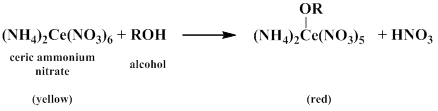 OR
(NH4)2Ce(NO3)6 + ROH (NH4)2Ce(NO3)5 + HNO3
ceric ammonium alcohol
nitrate
(yellow) (red)